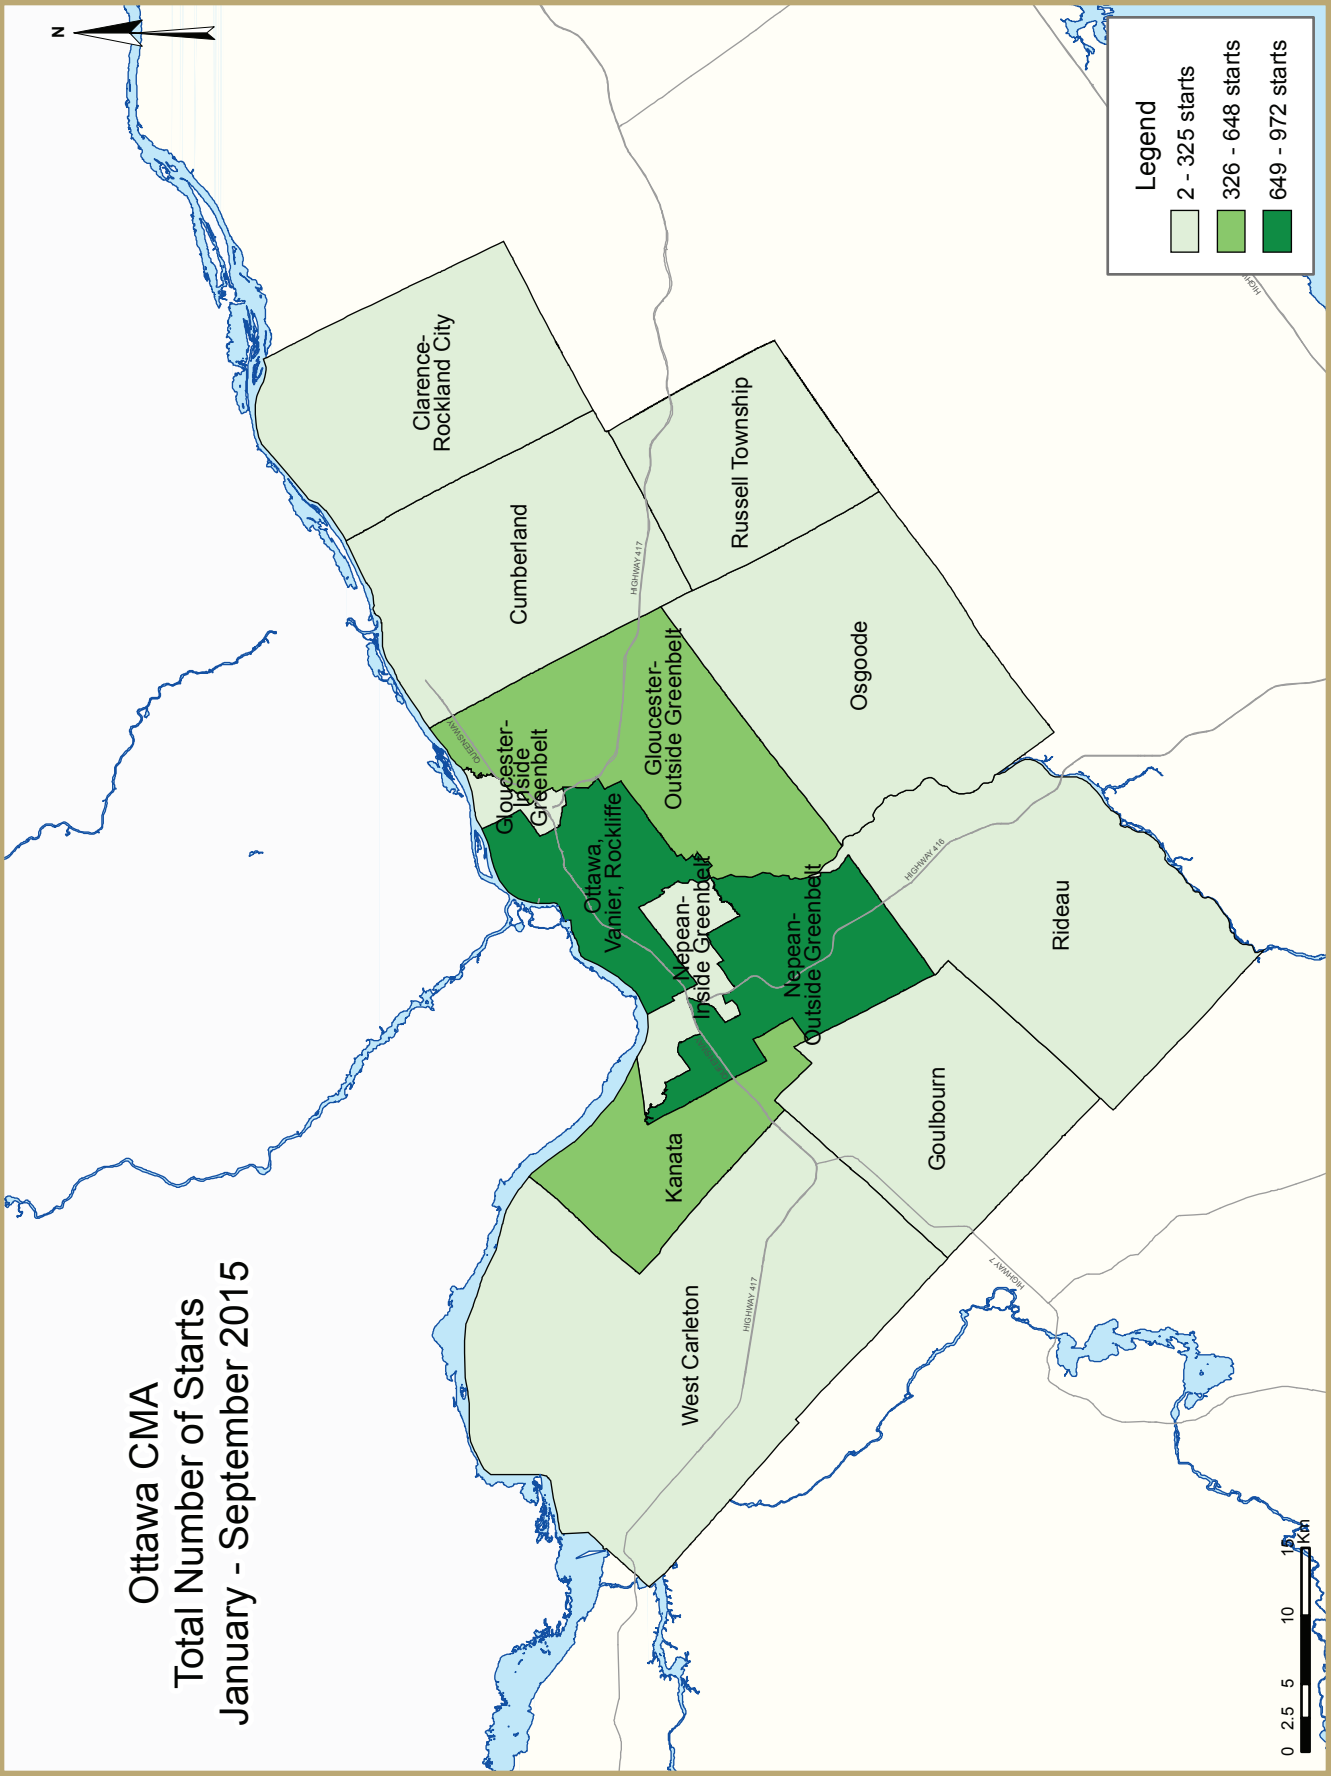 Ottawa CMA
Total Number of Starts
January - September 2015
N
Clarence-
Rockland City
Cumberland
Russell Township
HIGHWAY 417
QUEENSWAY
Gloucester-
Inside
Greenbelt
Gloucester-
Outside Greenbelt
Osgoode
Ottawa,
Vanier, Rockliffe
Nepean-
Inside Greenbelt
Nepean-
Outside Greenbelt
HIGHWAY 416
Rideau
Kanata
Goulbourn
West Carleton
HIGHWAY 417
HIGHWAY 7
Legend
2 - 325 starts
326 - 648 starts
649 - 972 starts
0 2.5 5 10 15
Km